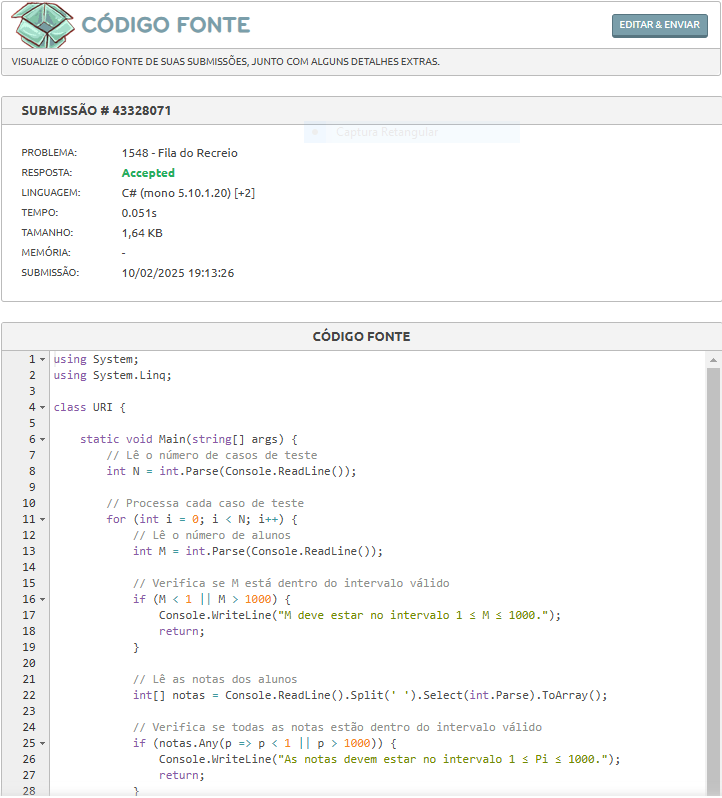 CÓDIGO FONTE
EDITAR & ENVIAR
VISUALIZE O CÓDIGO FONTE DE SUAS SUBMISSÕES, JUNTO COM ALGUNS DETALHES EXTRAS.
SUBMISSÃO # 43328071
Captura Retangular
PROBLEMA: 1548 - Fila do Recreio
RESPOSTA: Accepted
LINGUAGEM: C# (mono 5.10.1.20) [+2]
TEMPO: 0.051s
TAMANHO: 1,64 KB
MEMÓRIA: -
SUBMISSÃO: 10/02/2025 19:13:26
CÓDIGO FONTE
1 using System;
2 using System.Linq;
3
4 class URI {
5
6 static void Main(string[] args) {
7 // Lê o número de casos de teste
8 int N = int.Parse(Console.ReadLine());
9
10 // Processa cada caso de teste
11 for (int i = 0; i < N; i++) {
12 // Lê o número de alunos
13 int M = int.Parse(Console.ReadLine());
14
15 // Verifica se M está dentro do intervalo válido
16 if (M < 1 || M > 1000) {
17 Console.WriteLine("M deve estar no intervalo 1 ≤ M ≤ 1000.");
18 return;
19 }
20
21 // Lê as notas dos alunos
22 int[] notas = Console.ReadLine().Split(' ').Select(int.Parse).ToArray();
23
24 // Verifica se todas as notas estão dentro do intervalo válido
25 if (notas.Any(p => p < 1 || p > 1000)) {
26 Console.WriteLine("As notas devem estar no intervalo 1 ≤ Pi ≤ 1000.");
27 return;
28 }